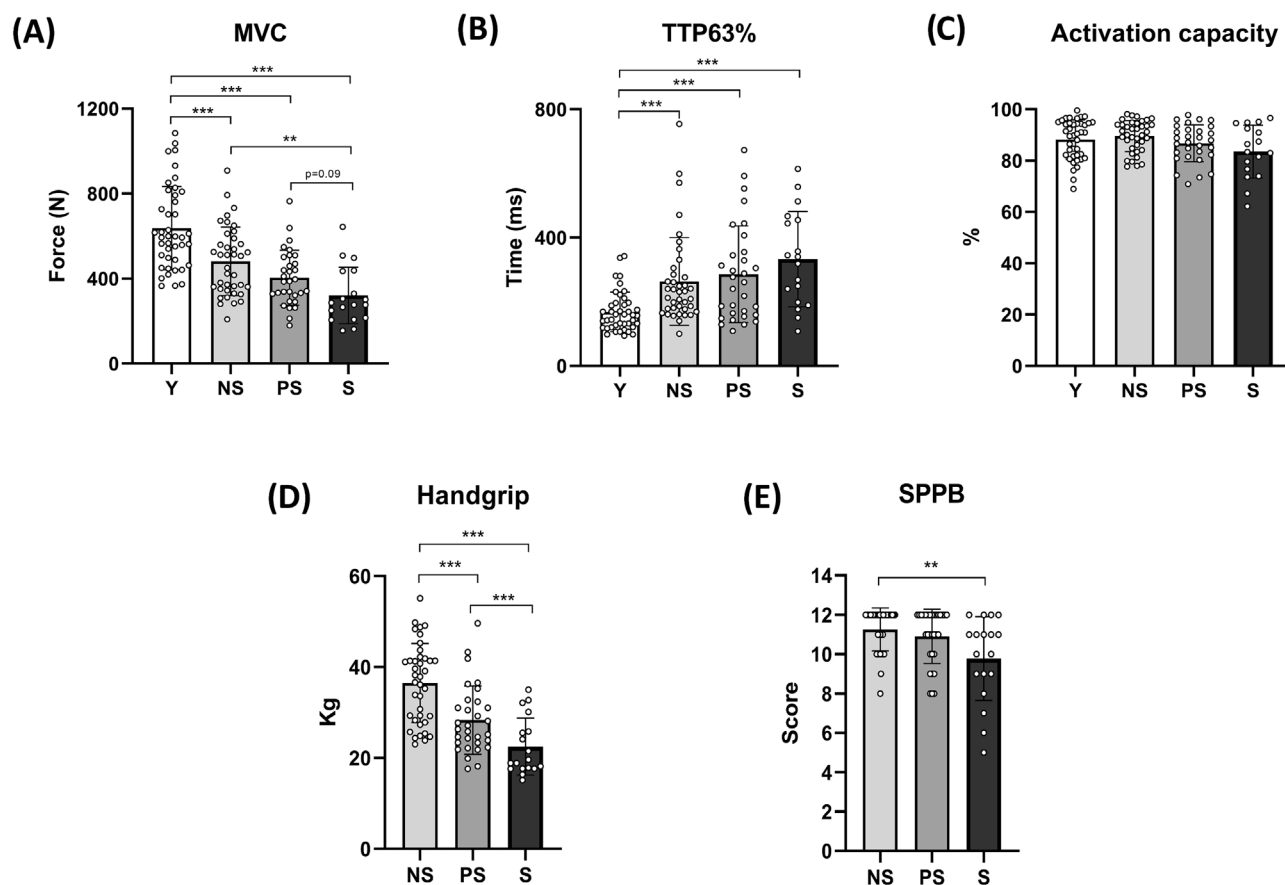 (A) MVC
***
***
***
**
p=0.09
Force (N)
1200
800
400
0
Y NS PS S
(B) TTP63%
***
***
***
Time (ms)
800
400
0
Y NS PS S
(C) Activation capacity
%
100
80
60
40
20
0
Y NS PS S
(D) Handgrip
***
***
***
Kg
60
40
20
0
NS PS S
(E) SPPB
**
Score
14
12
10
8
6
4
2
0
NS PS S